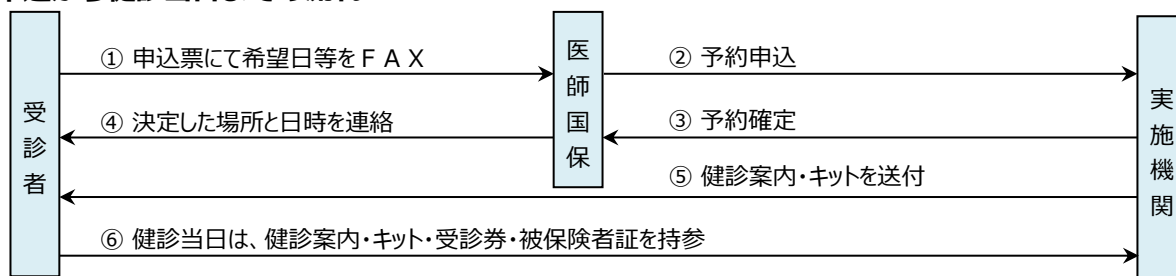 ① 申込票にて希望日等をＦＡＸ
② 予約申込
③ 予約確定
④ 決定した場所と日時を連絡
⑤ 健診案内・キットを送付
⑥ 健診当日は、健診案内・キット・受診券・被保険者証を持参
受診者
医師国保
実施機関